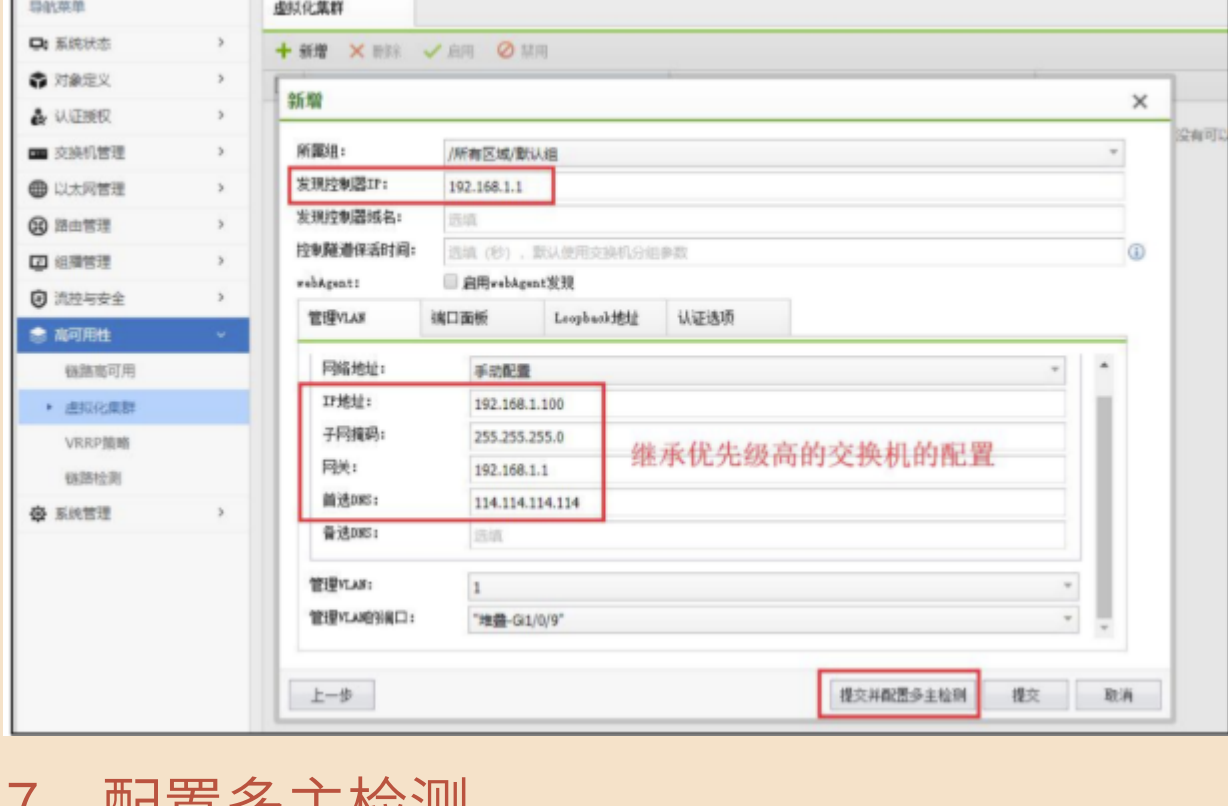 导航菜单
虚拟化集群
系统状态
对象定义
认证授权
交换机管理
以太网管理
路由管理
组播管理
流控与安全
高可用性
链路高可用
虚拟化集群
VRRP策略
链路检测
系统管理
新增 删除 启用 禁用
没有可以
新增
所属组: /所有区域/默认组
发现控制器IP: 192.168.1.1
发现控制器域名: 选填
控制隧道保活时间: 选填（秒），默认使用交换机分组参数
webAgent: 启用webAgent发现
管理VLAN 端口面板 Loopback地址 认证选项
网络地址: 手动配置
IP地址: 192.168.1.100
子网掩码: 255.255.255.0
网关: 192.168.1.1
首选DNS: 114.114.114.114
备选DNS: 选填
继承优先级高的交换机的配置
管理VLAN: 1
管理VLAN的端口: "堆叠-Gi1/0/9"
上一步 提交并配置多主检测 提交 取消
7、配置多主检测